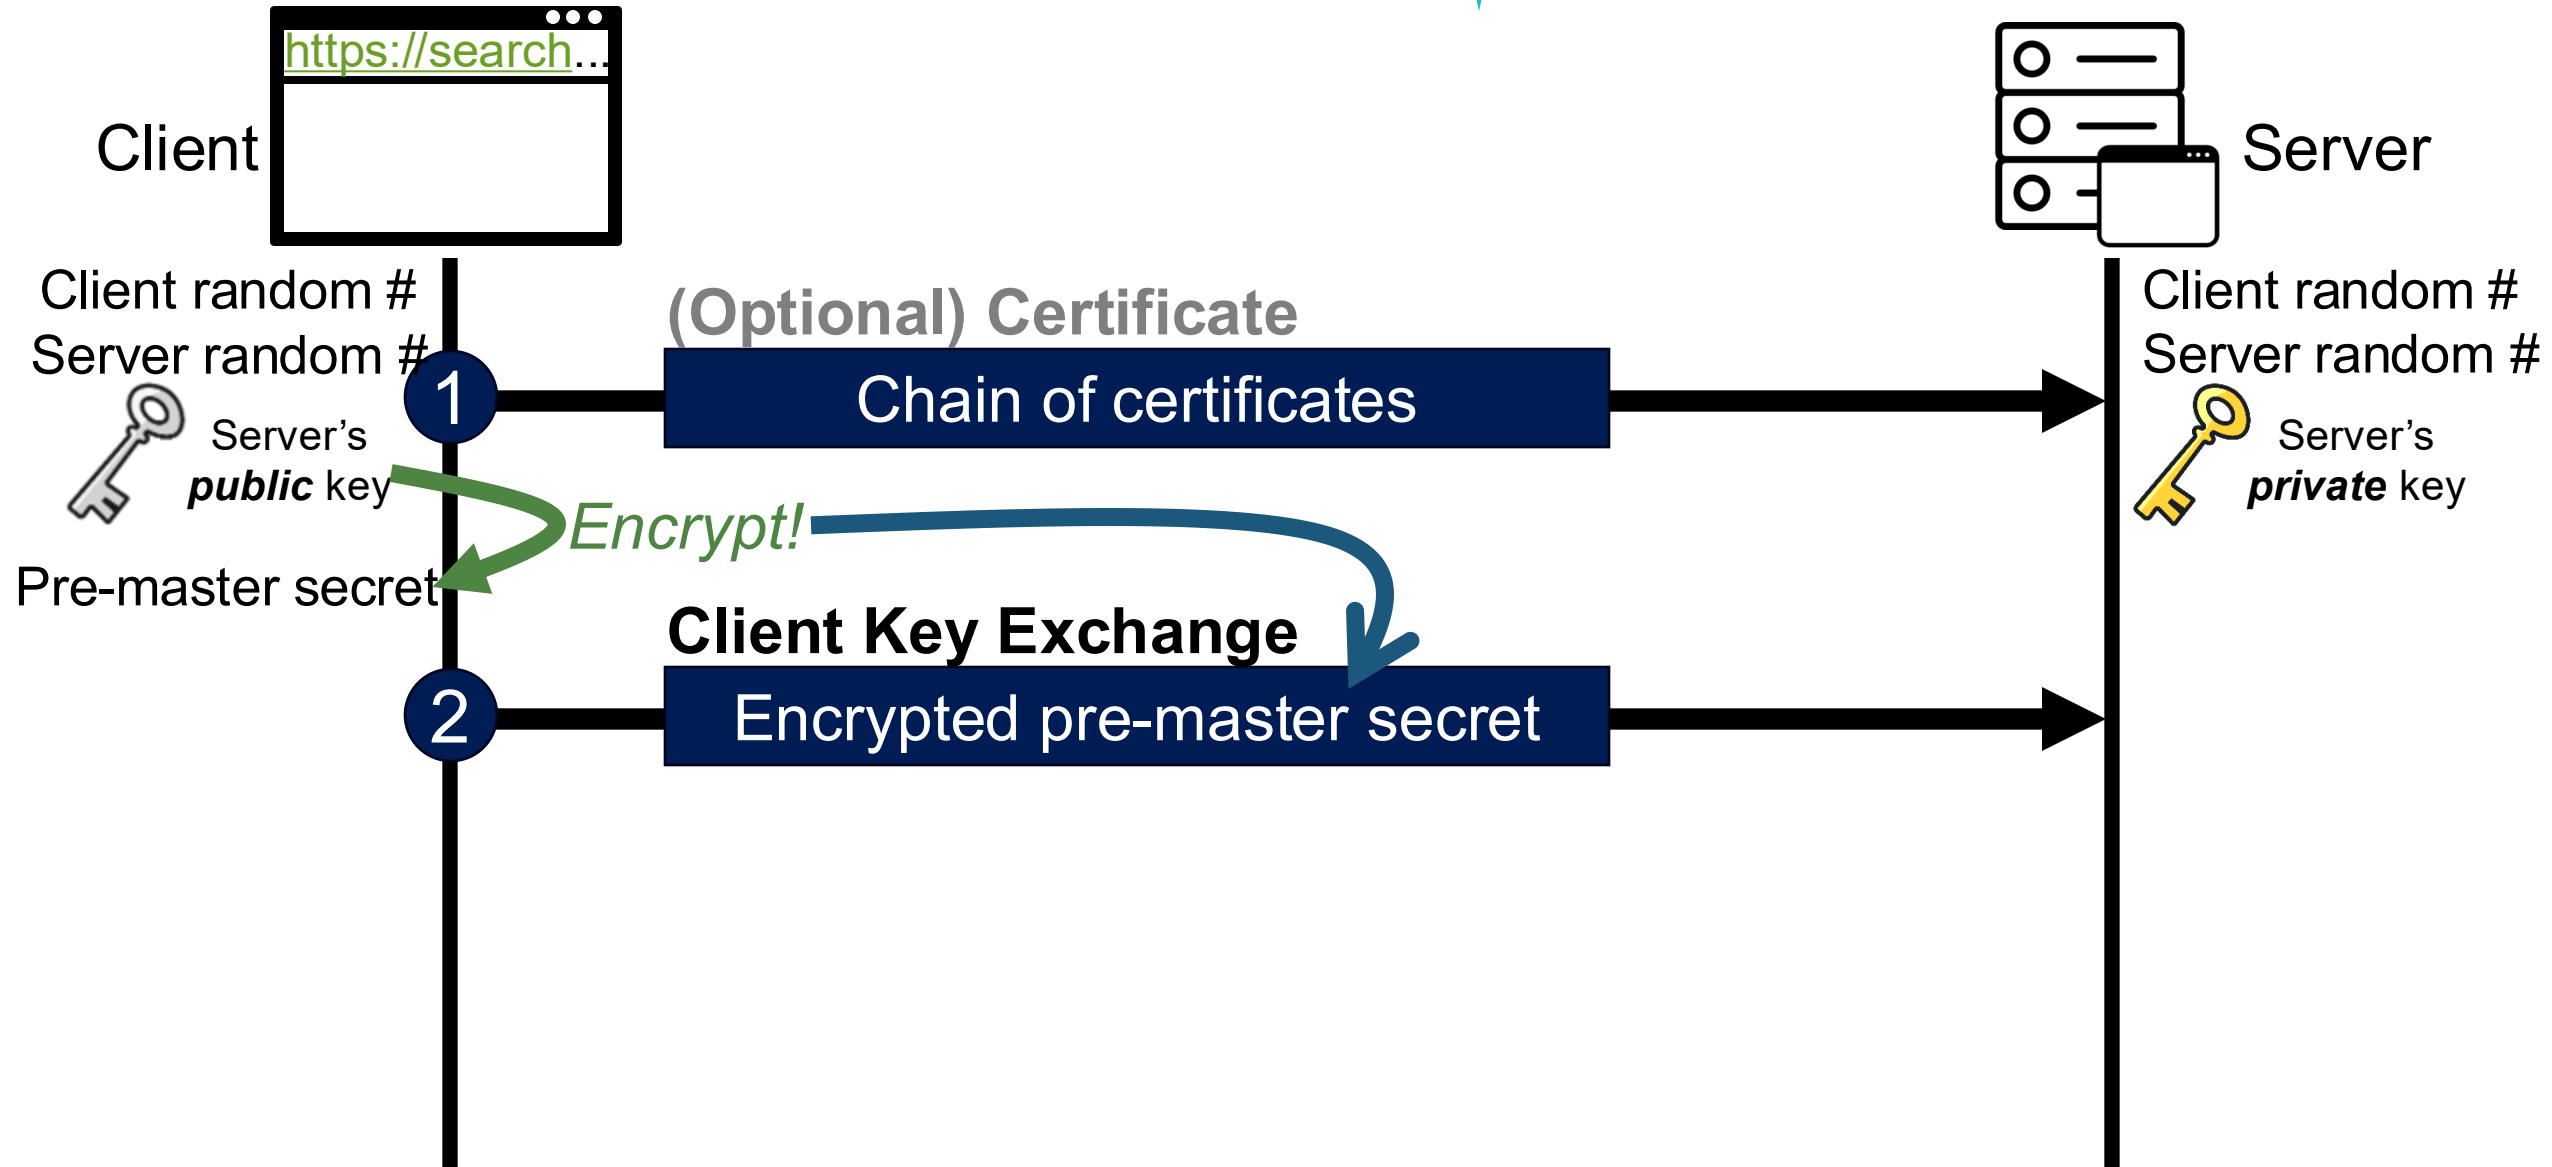 https://search...
Client
Server
Client random #
Server random #
Server's
public key
Pre-master secret
(Optional) Certificate
1
Chain of certificates
Encrypt!
Client Key Exchange
2
Encrypted pre-master secret
Client random #
Server random #
Server's
private key